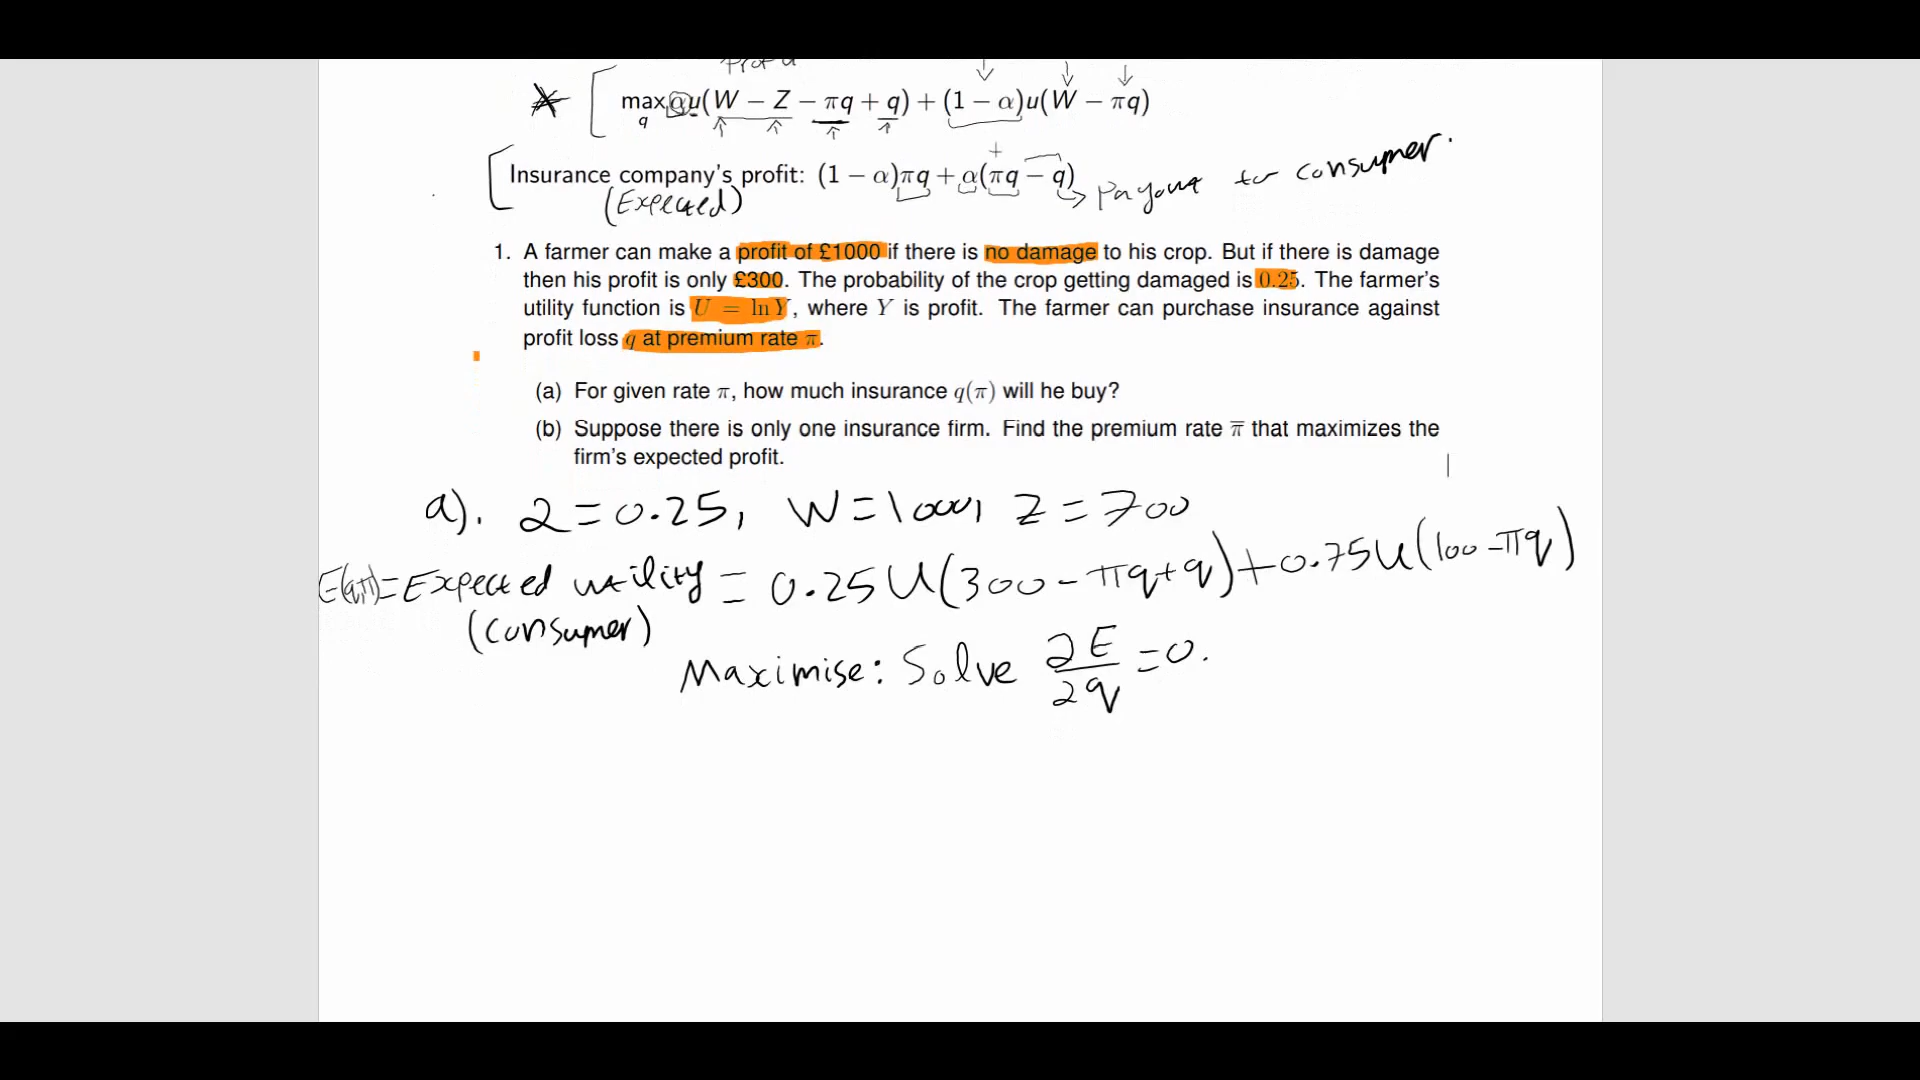 max αu(W − Z − πq + q) + (1 − α)u(W − πq)
q
Insurance company's profit: (1 − α)πq + α(πq − q) Payout to consumer.
(Expected)
1. A farmer can make a profit of £1000 if there is no damage to his crop. But if there is damage
then his profit is only £300. The probability of the crop getting damaged is 0.25. The farmer's
utility function is U = ln Y, where Y is profit. The farmer can purchase insurance against
profit loss q at premium rate π.
(a) For given rate π, how much insurance q(π) will he buy?
(b) Suppose there is only one insurance firm. Find the premium rate π̅ that maximizes the
firm's expected profit.
a). α = 0.25, W = 1000, Z = 700
E(q,π) = Expected utility = 0.25 U(300 − πq + q) + 0.75 U(100 − πq)
(consumer)
Maximise: Solve ∂E/∂q = 0.